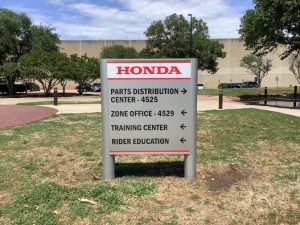 HONDA
PARTS DISTRIBUTION →
CENTER - 4525
ZONE OFFICE - 4529 ←
TRAINING CENTER ←
RIDER EDUCATION ←